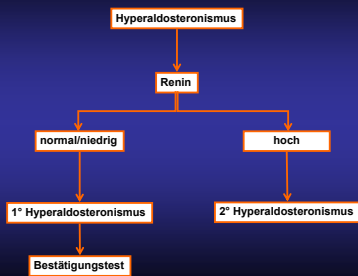 Hyperaldosteronismus
Renin
normal/niedrig
hoch
1° Hyperaldosteronismus
2° Hyperaldosteronismus
Bestätigungstest